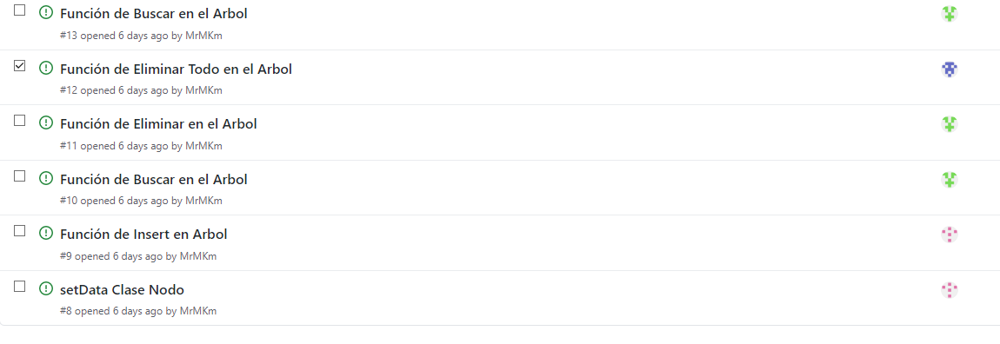 Función de Buscar en el Arbol
#13 opened 6 days ago by MrMKm
Función de Eliminar Todo en el Arbol
#12 opened 6 days ago by MrMKm
Función de Eliminar en el Arbol
#11 opened 6 days ago by MrMKm
Función de Buscar en el Arbol
#10 opened 6 days ago by MrMKm
Función de Insert en Arbol
#9 opened 6 days ago by MrMKm
setData Clase Nodo
#8 opened 6 days ago by MrMKm